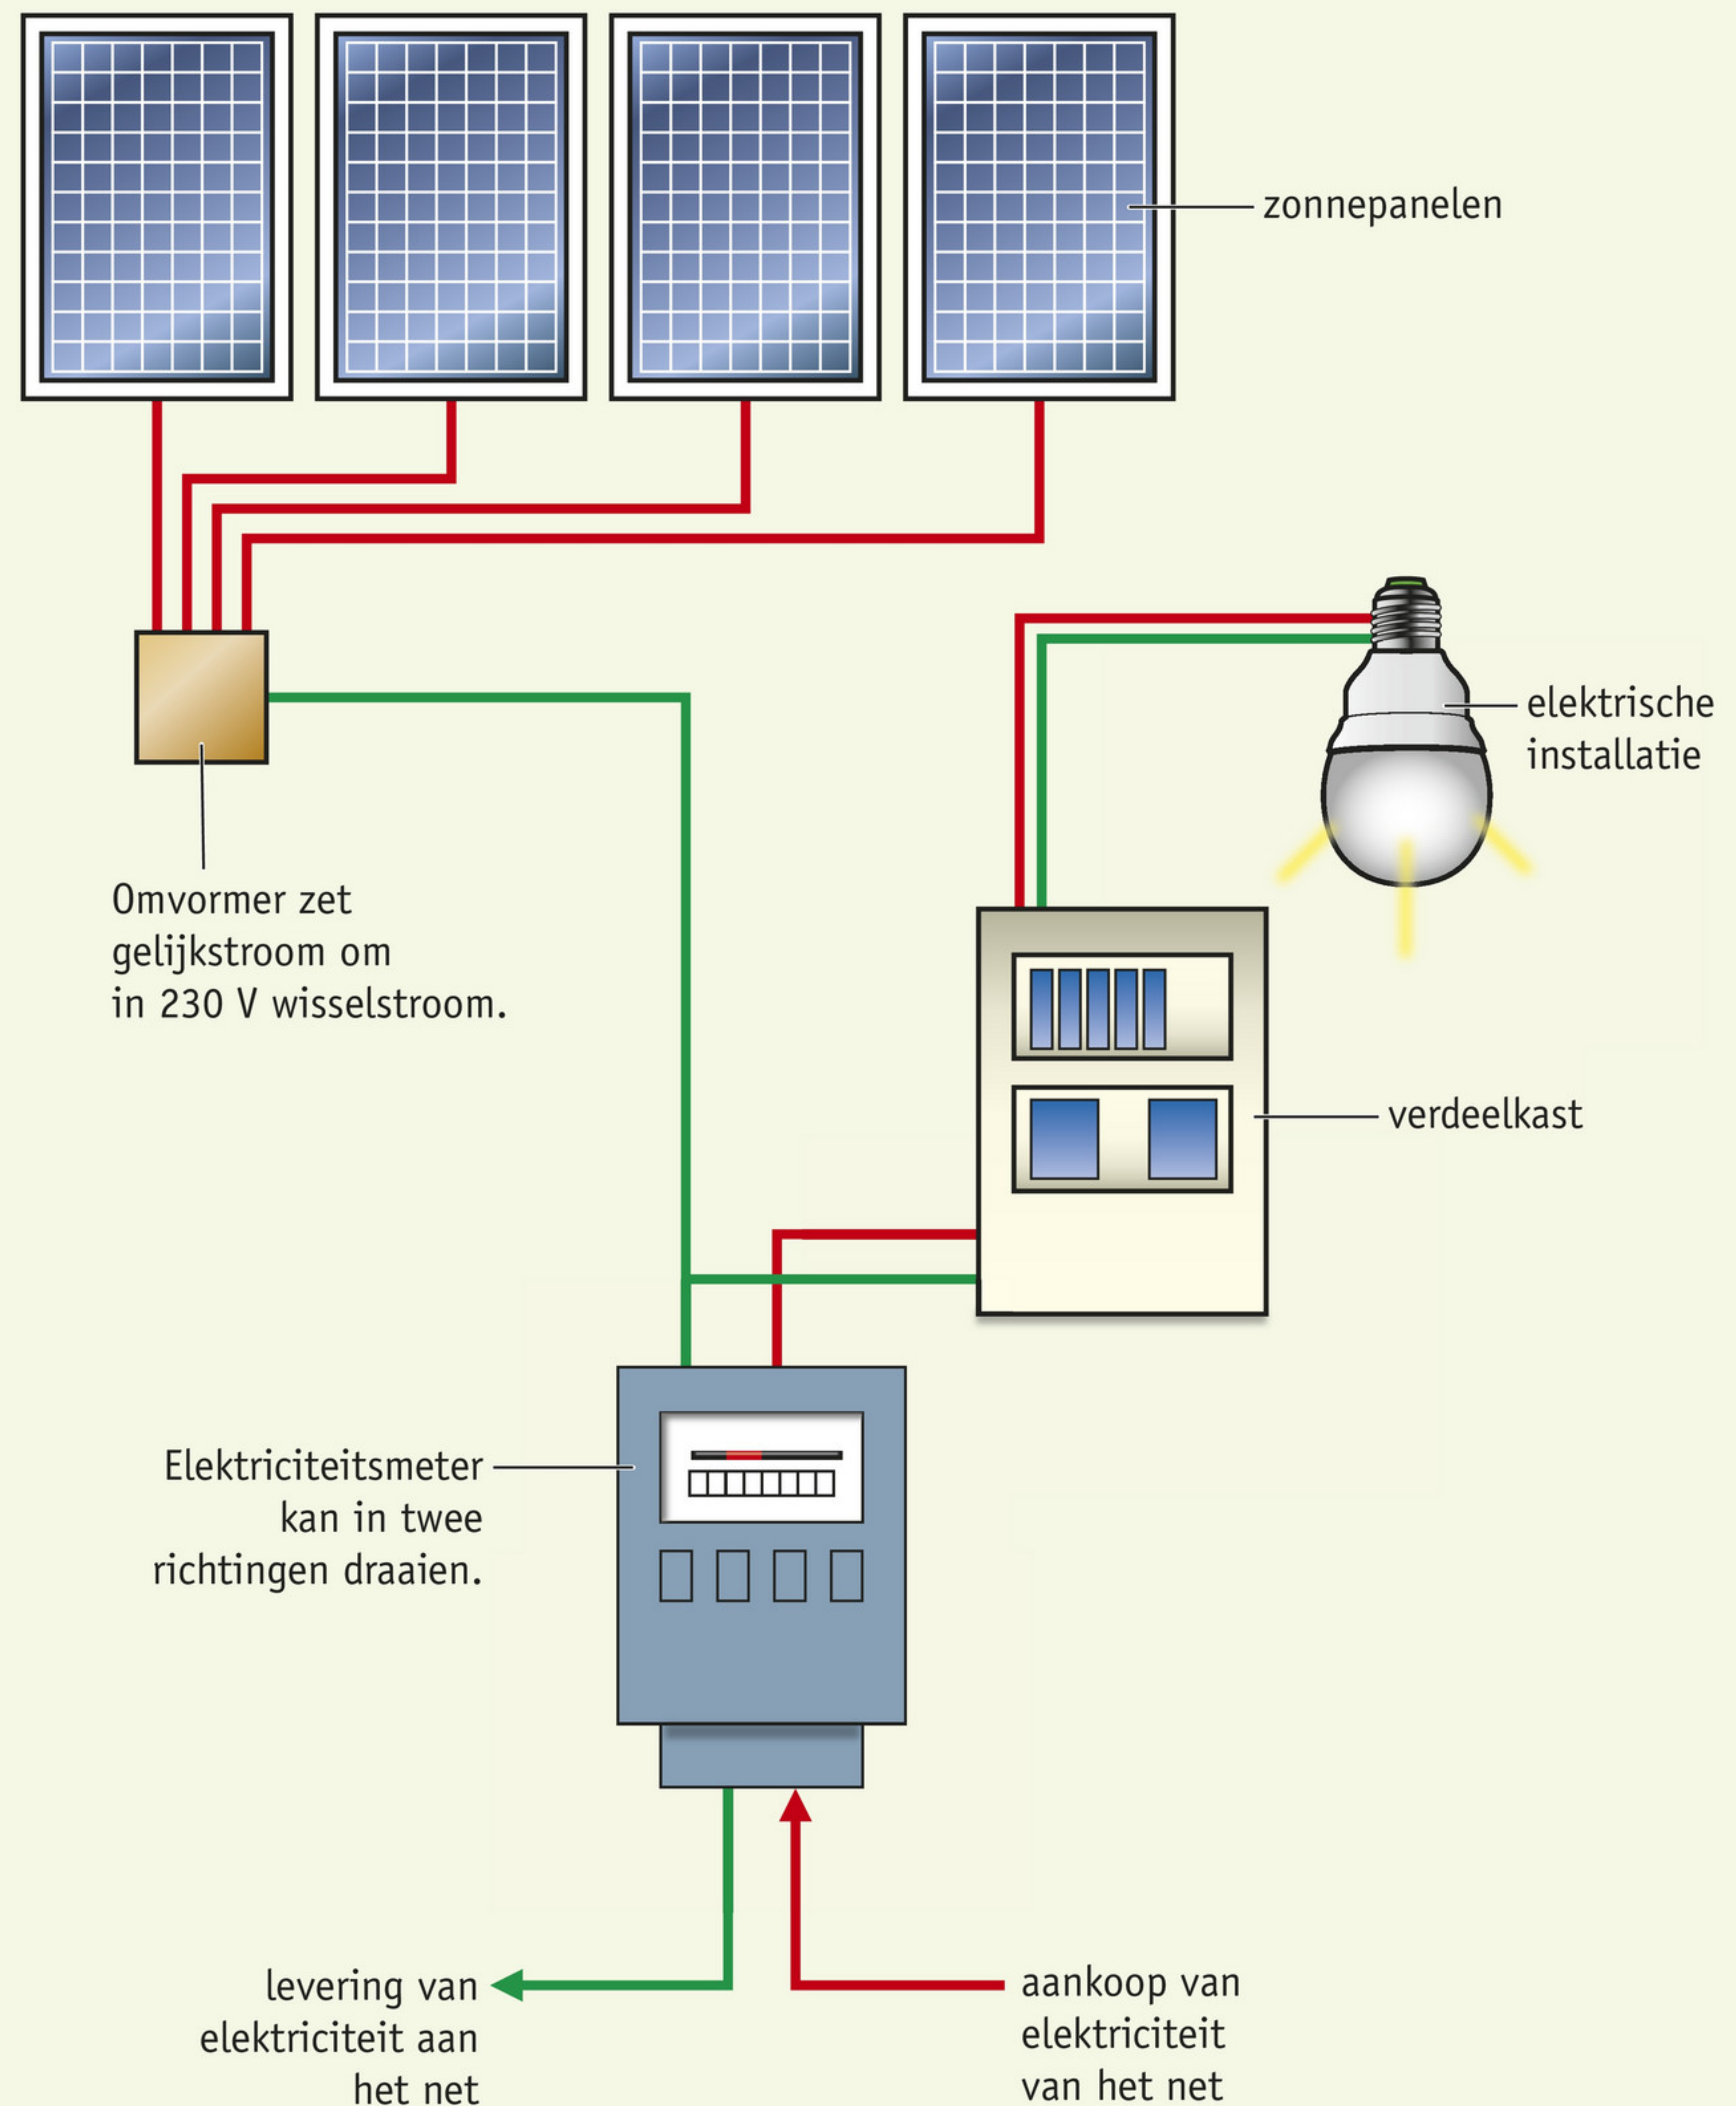 zonnepanelen
elektrische
installatie
Omvormer zet
gelijkstroom om
in 230 V wisselstroom.
verdeelkast
Elektriciteitsmeter
kan in twee
richtingen draaien.
levering van
elektriciteit aan
het net
aankoop van
elektriciteit
van het net